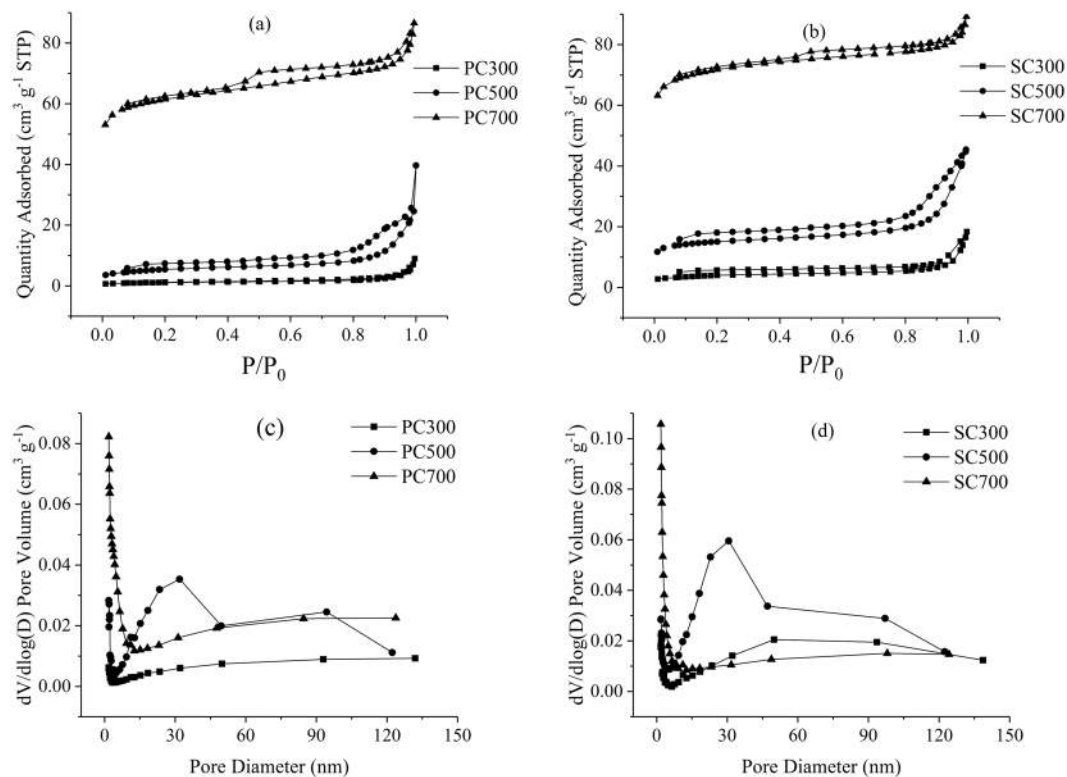 (a)
PC300
PC500
PC700
Quantity Adsorbed (cm³ g⁻¹ STP)
80
60
40
20
0
0.0 0.2 0.4 0.6 0.8 1.0
P/P₀
(b)
SC300
SC500
SC700
Quantity Adsorbed (cm³ g⁻¹ STP)
80
60
40
20
0
0.0 0.2 0.4 0.6 0.8 1.0
P/P₀
(c)
PC300
PC500
PC700
dV/dlog(D) Pore Volume (cm³ g⁻¹)
0.08
0.06
0.04
0.02
0.00
0 30 60 90 120 150
Pore Diameter (nm)
(d)
SC300
SC500
SC700
dV/dlog(D) Pore Volume (cm³ g⁻¹)
0.10
0.08
0.06
0.04
0.02
0.00
0 30 60 90 120 150
Pore Diameter (nm)